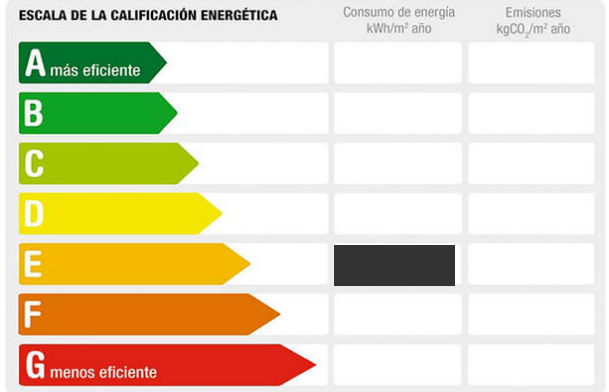 ESCALA DE LA CALIFICACIÓN ENERGÉTICA
Consumo de energía
kWh/m² año
Emisiones
kgCO₂/m² año
A más eficiente
B
C
D
E
F
G menos eficiente